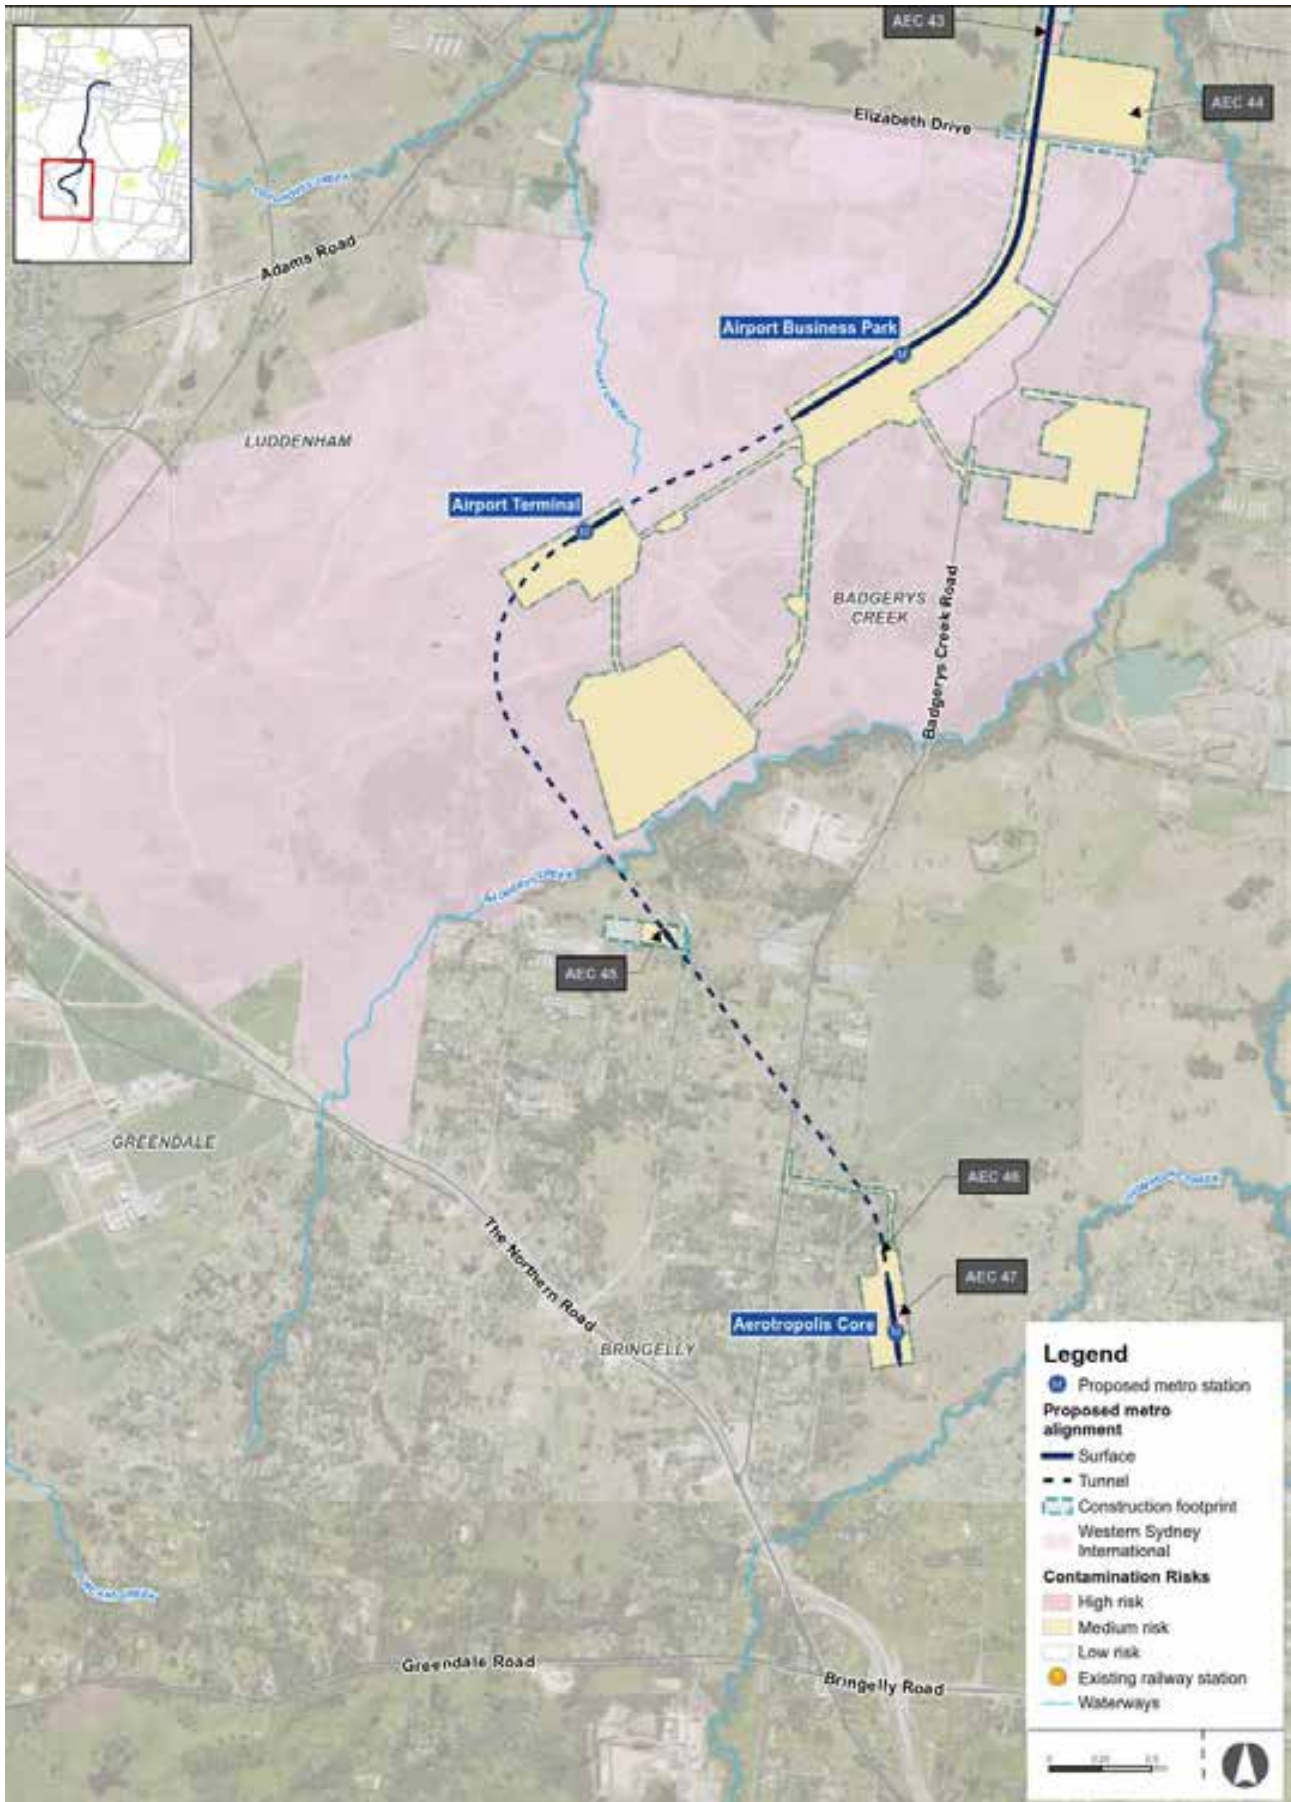 AEC 43
AEC 44
Elizabeth Drive
Adams Road
Airport Business Park
M
LUDDENHAM
Airport Terminal
M
BADGERYS
CREEK
Badgerys Creek Road
AEC 45
GREENDALE
AEC 46
The Northern Road
AEC 47
Aerotropolis Core
M
BRINGELLY
Greendale Road
Bringelly Road
Legend
M Proposed metro station
Proposed metro
alignment
Surface
Tunnel
Construction footprint
Western Sydney
International
Contamination Risks
High risk
Medium risk
Low risk
Existing railway station
Waterways